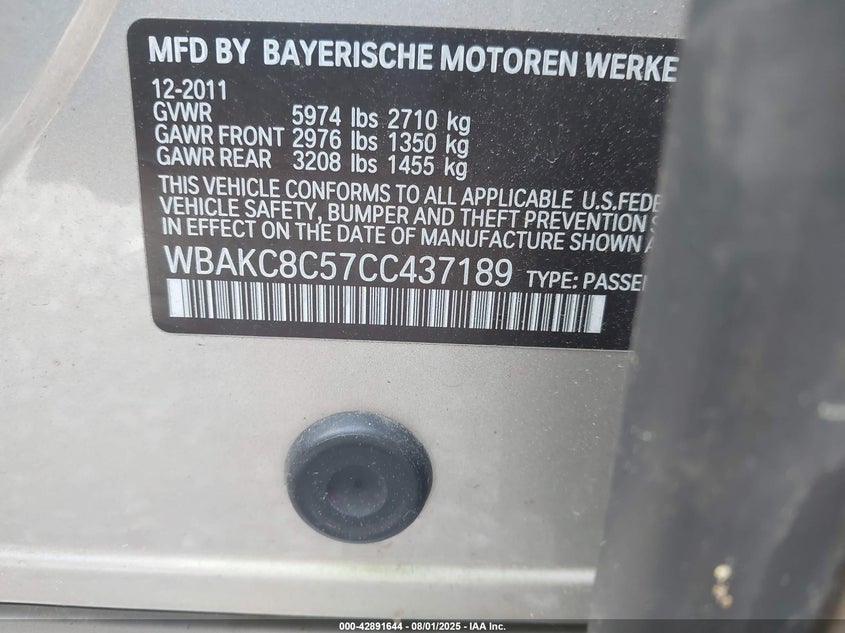 MFD BY BAYERISCHE MOTOREN WERKE
12-2011
GVWR 5974 lbs 2710 kg
GAWR FRONT 2976 lbs 1350 kg
GAWR REAR 3208 lbs 1455 kg
THIS VEHICLE CONFORMS TO ALL APPLICABLE U.S.FEDE
VEHICLE SAFETY, BUMPER AND THEFT PREVENTION S
IN EFFECT ON THE DATE OF MANUFACTURE SHOWN A
WBAKC8C57CC437189 TYPE: PASSEN
000-42891644 | 08/01/2025 - IAA Inc.